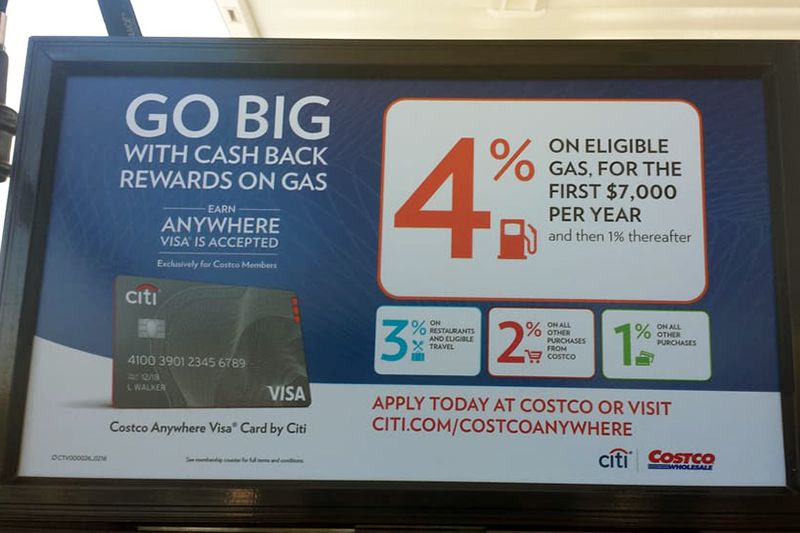 GO BIG
WITH CASH BACK
REWARDS ON GAS
EARN
ANYWHERE
VISA® IS ACCEPTED
Exclusively for Costco Members
citi
4100 3901 2345 6789
12/18
L WALKER
VISA
Costco Anywhere Visa® Card by Citi
See membership counter for full terms and conditions.
4%
ON ELIGIBLE
GAS, FOR THE
FIRST $7,000
PER YEAR
and then 1% thereafter
3%
ON
RESTAURANTS
AND ELIGIBLE
TRAVEL
2%
ON ALL
OTHER
PURCHASES
FROM
COSTCO
1%
ON ALL
OTHER
PURCHASES
APPLY TODAY AT COSTCO OR VISIT
CITI.COM/COSTCOANYWHERE
citi®
COSTCO
WHOLESALE